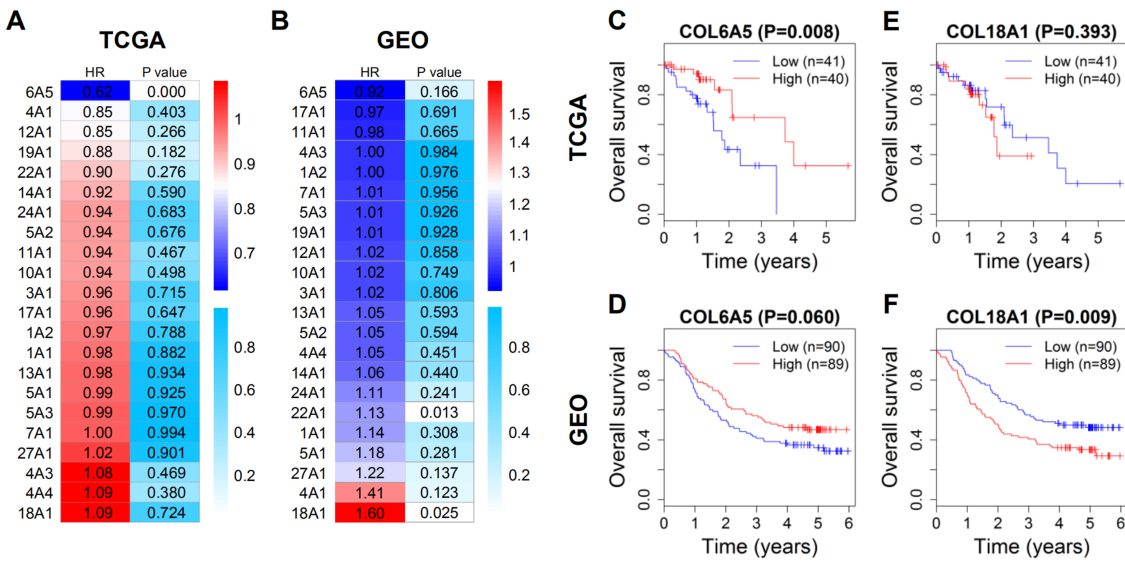 A
TCGA
HR P value
6A5 0.62 0.000
4A1 0.85 0.403
12A1 0.85 0.266
19A1 0.88 0.182
22A1 0.90 0.276
14A1 0.92 0.590
24A1 0.94 0.683
5A2 0.94 0.676
11A1 0.94 0.467
10A1 0.94 0.498
3A1 0.96 0.715
17A1 0.96 0.647
1A2 0.97 0.788
1A1 0.98 0.882
13A1 0.98 0.934
5A1 0.99 0.925
5A3 0.99 0.970
7A1 1.00 0.994
27A1 1.02 0.901
4A3 1.08 0.469
4A4 1.09 0.380
18A1 1.09 0.724
1
0.9
0.8
0.7
0.8
0.6
0.4
0.2
B
GEO
HR P value
6A5 0.92 0.166
17A1 0.97 0.691
11A1 0.98 0.665
4A3 1.00 0.984
1A2 1.00 0.976
7A1 1.01 0.956
5A3 1.01 0.926
19A1 1.01 0.928
12A1 1.02 0.858
10A1 1.02 0.749
3A1 1.02 0.806
13A1 1.05 0.593
5A2 1.05 0.594
4A4 1.05 0.451
14A1 1.06 0.440
24A1 1.11 0.241
22A1 1.13 0.013
1A1 1.14 0.308
5A1 1.18 0.281
27A1 1.22 0.137
4A1 1.41 0.123
18A1 1.60 0.025
1.5
1.4
1.3
1.2
1.1
1
0.8
0.6
0.4
0.2
TCGA
C
COL6A5 (P=0.008)
Low (n=41)
High (n=40)
Overall survival
0.8
0.4
0.0
0 1 2 3 4 5
Time (years)
E
COL18A1 (P=0.393)
Low (n=41)
High (n=40)
Overall survival
0.8
0.4
0.0
0 1 2 3 4 5
Time (years)
GEO
D
COL6A5 (P=0.060)
Low (n=90)
High (n=89)
Overall survival
0.8
0.4
0.0
0 1 2 3 4 5 6
Time (years)
F
COL18A1 (P=0.009)
Low (n=90)
High (n=89)
Overall survival
0.8
0.4
0.0
0 1 2 3 4 5 6
Time (years)